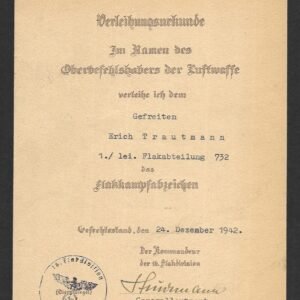 Verleihungsurkunde
Im Namen des
Oberbefehlshabers der Luftwaffe
verleihe ich dem
Gefreiten
Erich Trautmann
1./ lei. Flakabteilung 732
das
Flakkampfabzeichen
Gefechtsstand, den 24. Dezember 1942.
Der Kommandeur
der 18. Flakdivision